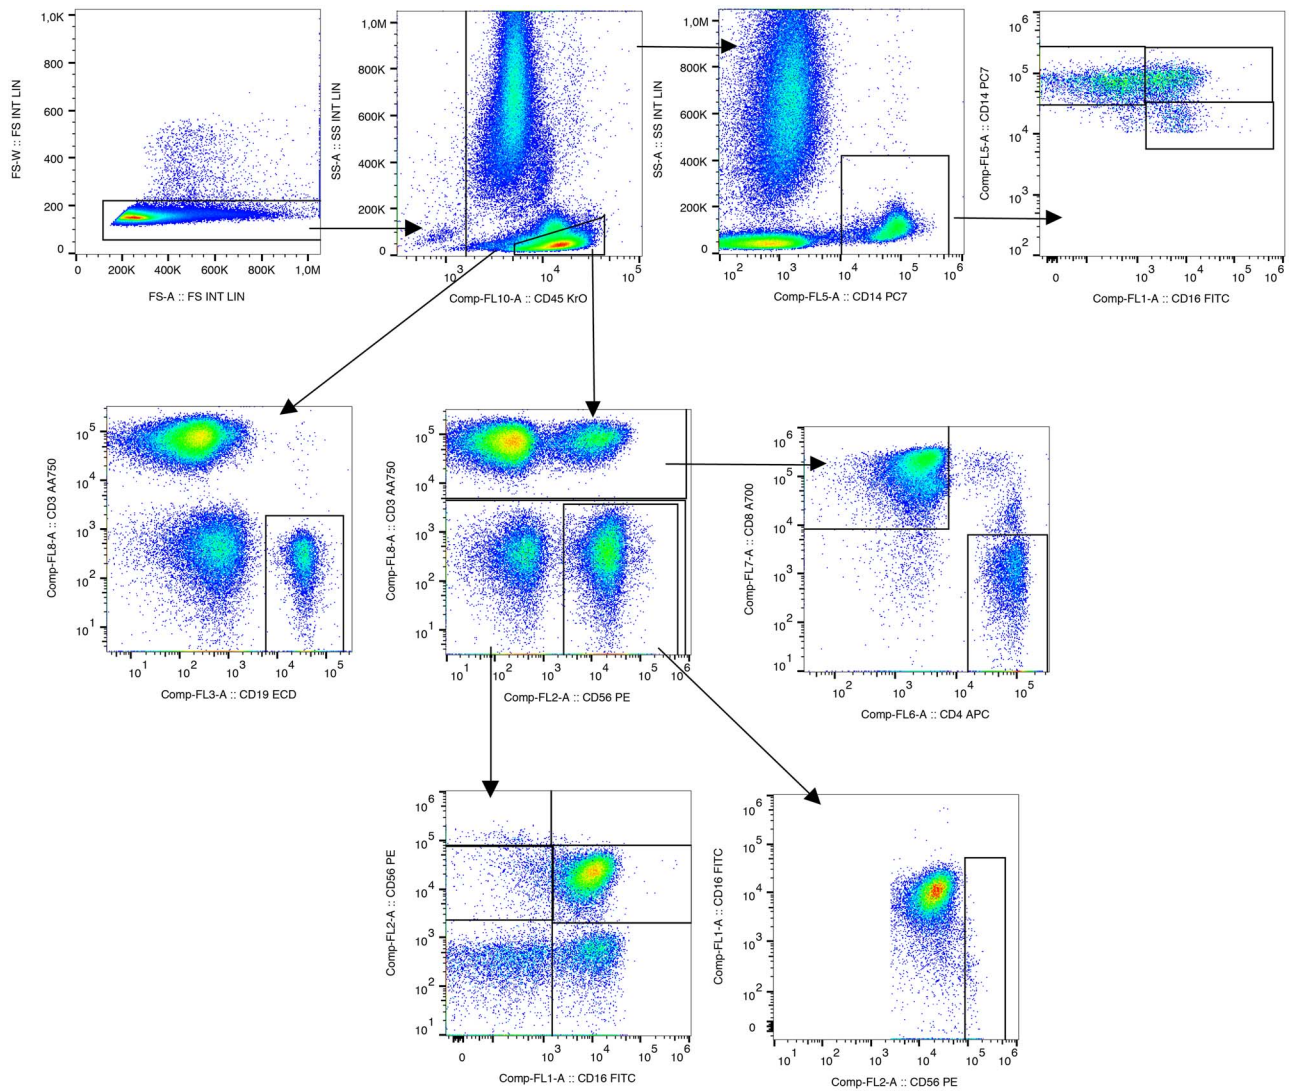 1,0K
800
600
400
200
0
FS-W :: FS INT LIN
0 200K 400K 600K 800K 1,0M
FS-A :: FS INT LIN
1,0M
800K
600K
400K
200K
0
SS-A :: SS INT LIN
10^3 10^4 10^5
Comp-FL10-A :: CD45 KrO
1,0M
800K
600K
400K
200K
0
SS-A :: SS INT LIN
10^2 10^3 10^4 10^5 10^6
Comp-FL5-A :: CD14 PC7
10^6
10^5
10^4
10^3
10^2
Comp-FL5-A :: CD14 PC7
0 10^3 10^4 10^5 10^6
Comp-FL1-A :: CD16 FITC
10^5
10^4
10^3
10^2
10^1
Comp-FL8-A :: CD3 AA750
10^1 10^2 10^3 10^4 10^5
Comp-FL3-A :: CD19 ECD
10^5
10^4
10^3
10^2
10^1
Comp-FL8-A :: CD3 AA750
10^1 10^2 10^3 10^4 10^5 10^6
Comp-FL2-A :: CD56 PE
10^6
10^5
10^4
10^3
10^2
10^1
Comp-FL7-A :: CD8 A700
10^2 10^3 10^4 10^5
Comp-FL6-A :: CD4 APC
10^6
10^5
10^4
10^3
10^2
10^1
Comp-FL2-A :: CD56 PE
0 10^3 10^4 10^5 10^6
Comp-FL1-A :: CD16 FITC
10^6
10^5
10^4
10^3
10^2
0
Comp-FL1-A :: CD16 FITC
10^1 10^2 10^3 10^4 10^5 10^6
Comp-FL2-A :: CD56 PE